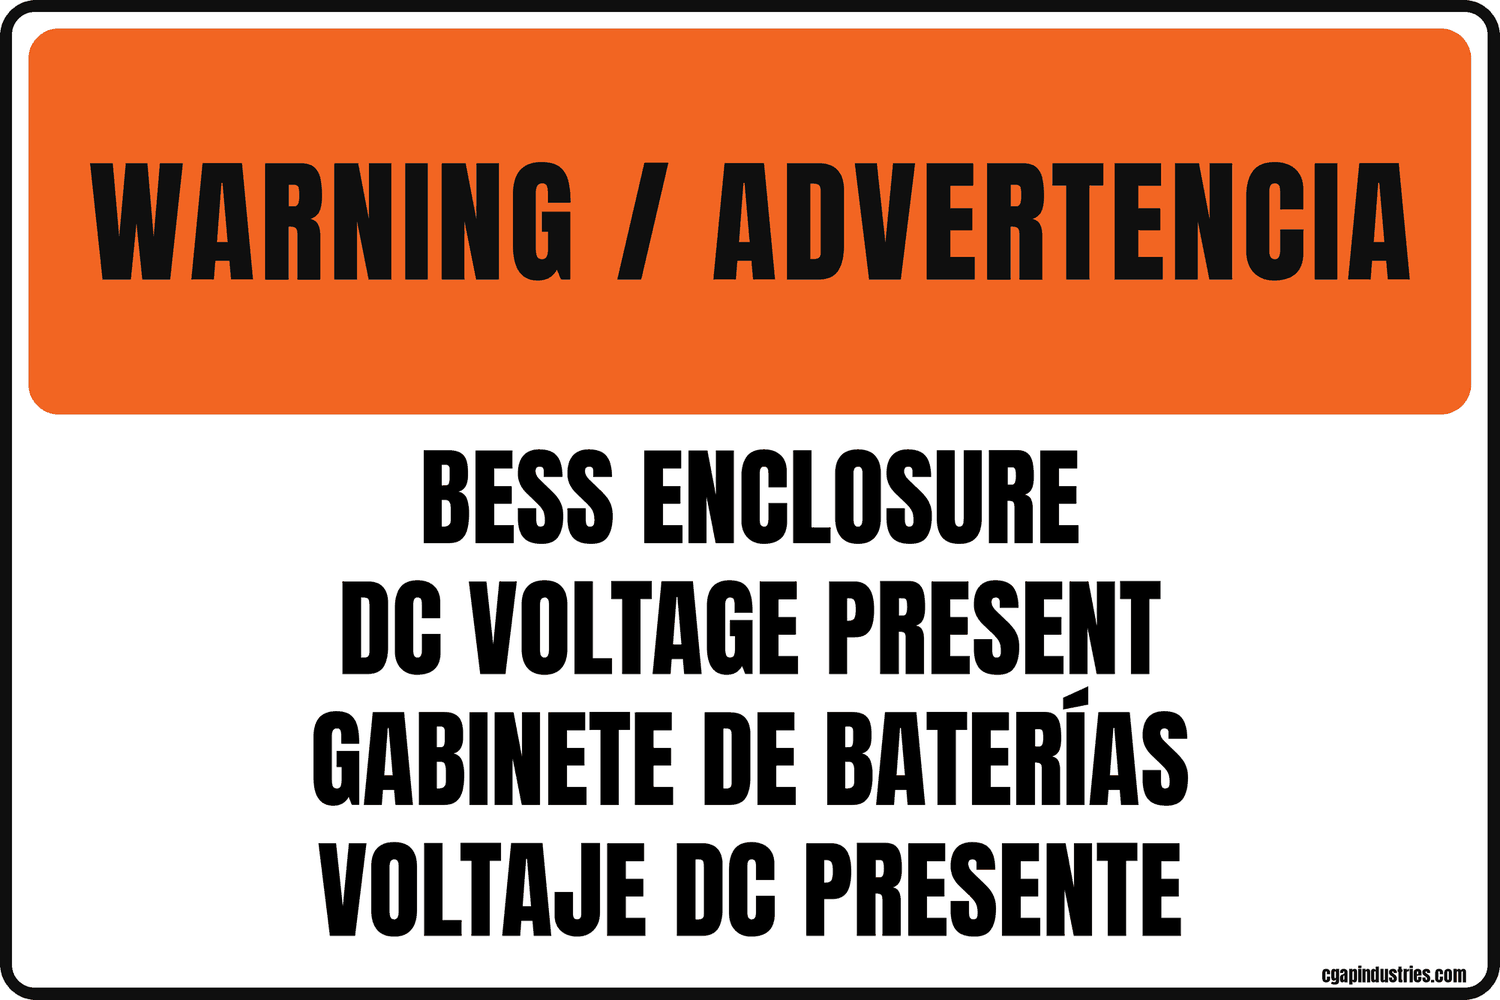 WARNING / ADVERTENCIA
BESS ENCLOSURE
DC VOLTAGE PRESENT
GABINETE DE BATERÍAS
VOLTAJE DC PRESENTE
cgapindustries.com